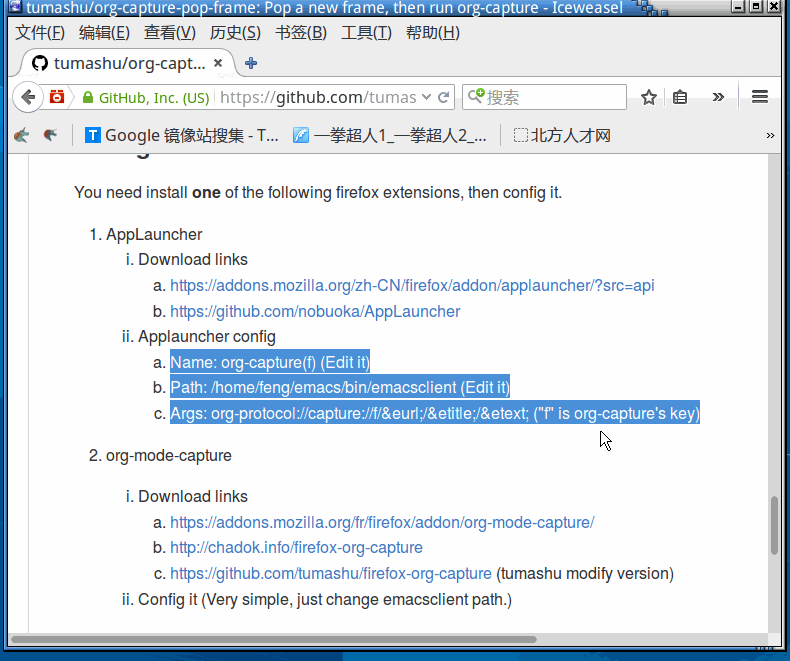 tumashu/org-capture-pop-frame: Pop a new frame, then run org-capture - Iceweasel
文件(F) 编辑(E) 查看(V) 历史(S) 书签(B) 工具(T) 帮助(H)
tumashu/org-capt...
GitHub, Inc. (US) https://github.com/tumas 搜索
Google 镜像站搜集 - T... 一拳超人1_一拳超人2_... 北方人才网
You need install one of the following firefox extensions, then config it.
1. AppLauncher
i. Download links
a. https://addons.mozilla.org/zh-CN/firefox/addon/applauncher/?src=api
b. https://github.com/nobuoka/AppLauncher
ii. Applauncher config
a. Name: org-capture(f) (Edit it)
b. Path: /home/feng/emacs/bin/emacsclient (Edit it)
c. Args: org-protocol://capture://f/&eurl;/&etitle;/&etext; ("f" is org-capture's key)
2. org-mode-capture
i. Download links
a. https://addons.mozilla.org/fr/firefox/addon/org-mode-capture/
b. http://chadok.info/firefox-org-capture
c. https://github.com/tumashu/firefox-org-capture (tumashu modify version)
ii. Config it (Very simple, just change emacsclient path.)